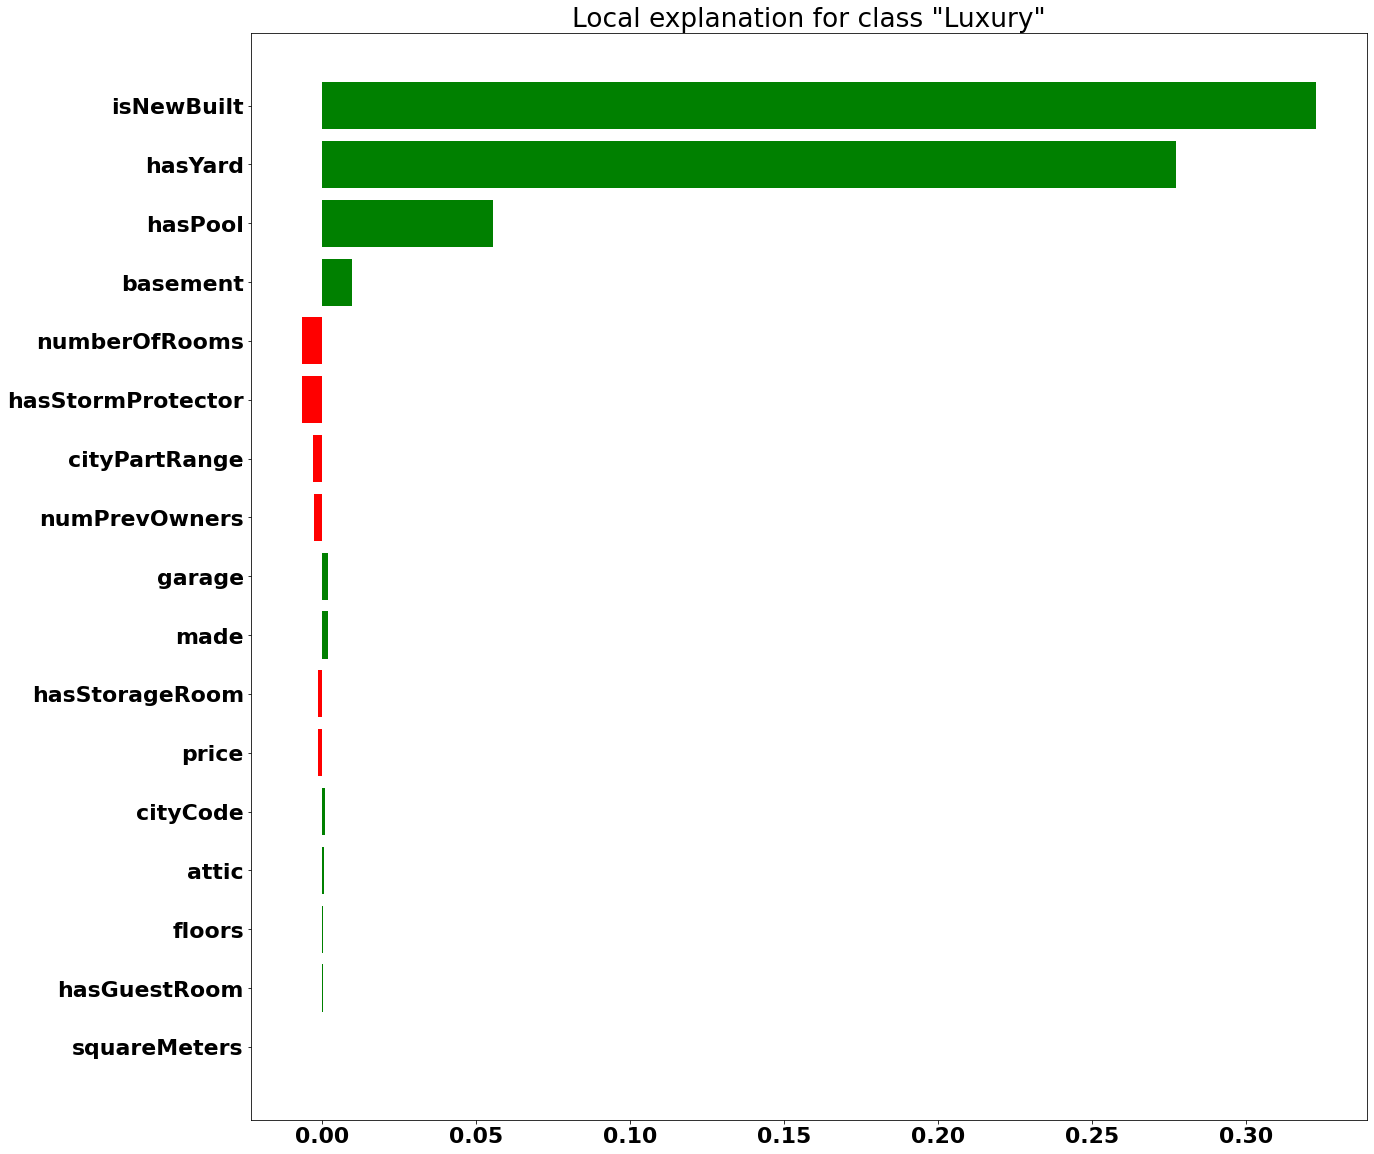 Local explanation for class "Luxury"
isNewBuilt
hasYard
hasPool
basement
numberOfRooms
hasStormProtector
cityPartRange
numPrevOwners
garage
made
hasStorageRoom
price
cityCode
attic
floors
hasGuestRoom
squareMeters
0.00 0.05 0.10 0.15 0.20 0.25 0.30